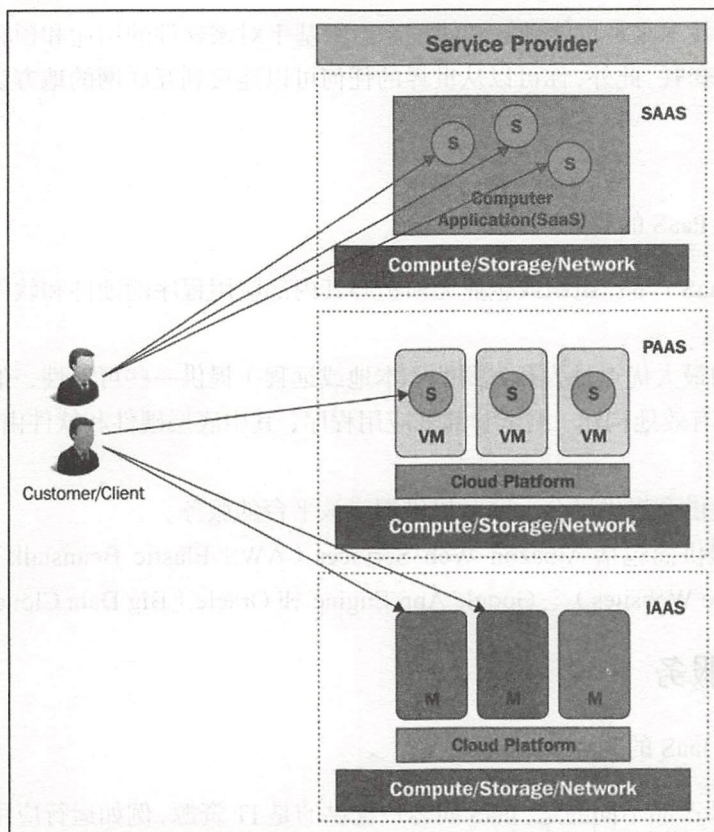 Service Provider
SAAS
S
S
S
Computer
Application(SaaS)
Compute/Storage/Network
PAAS
S
S
S
VM
VM
VM
Cloud Platform
Compute/Storage/Network
Customer/Client
IAAS
M
M
M
Cloud Platform
Compute/Storage/Network